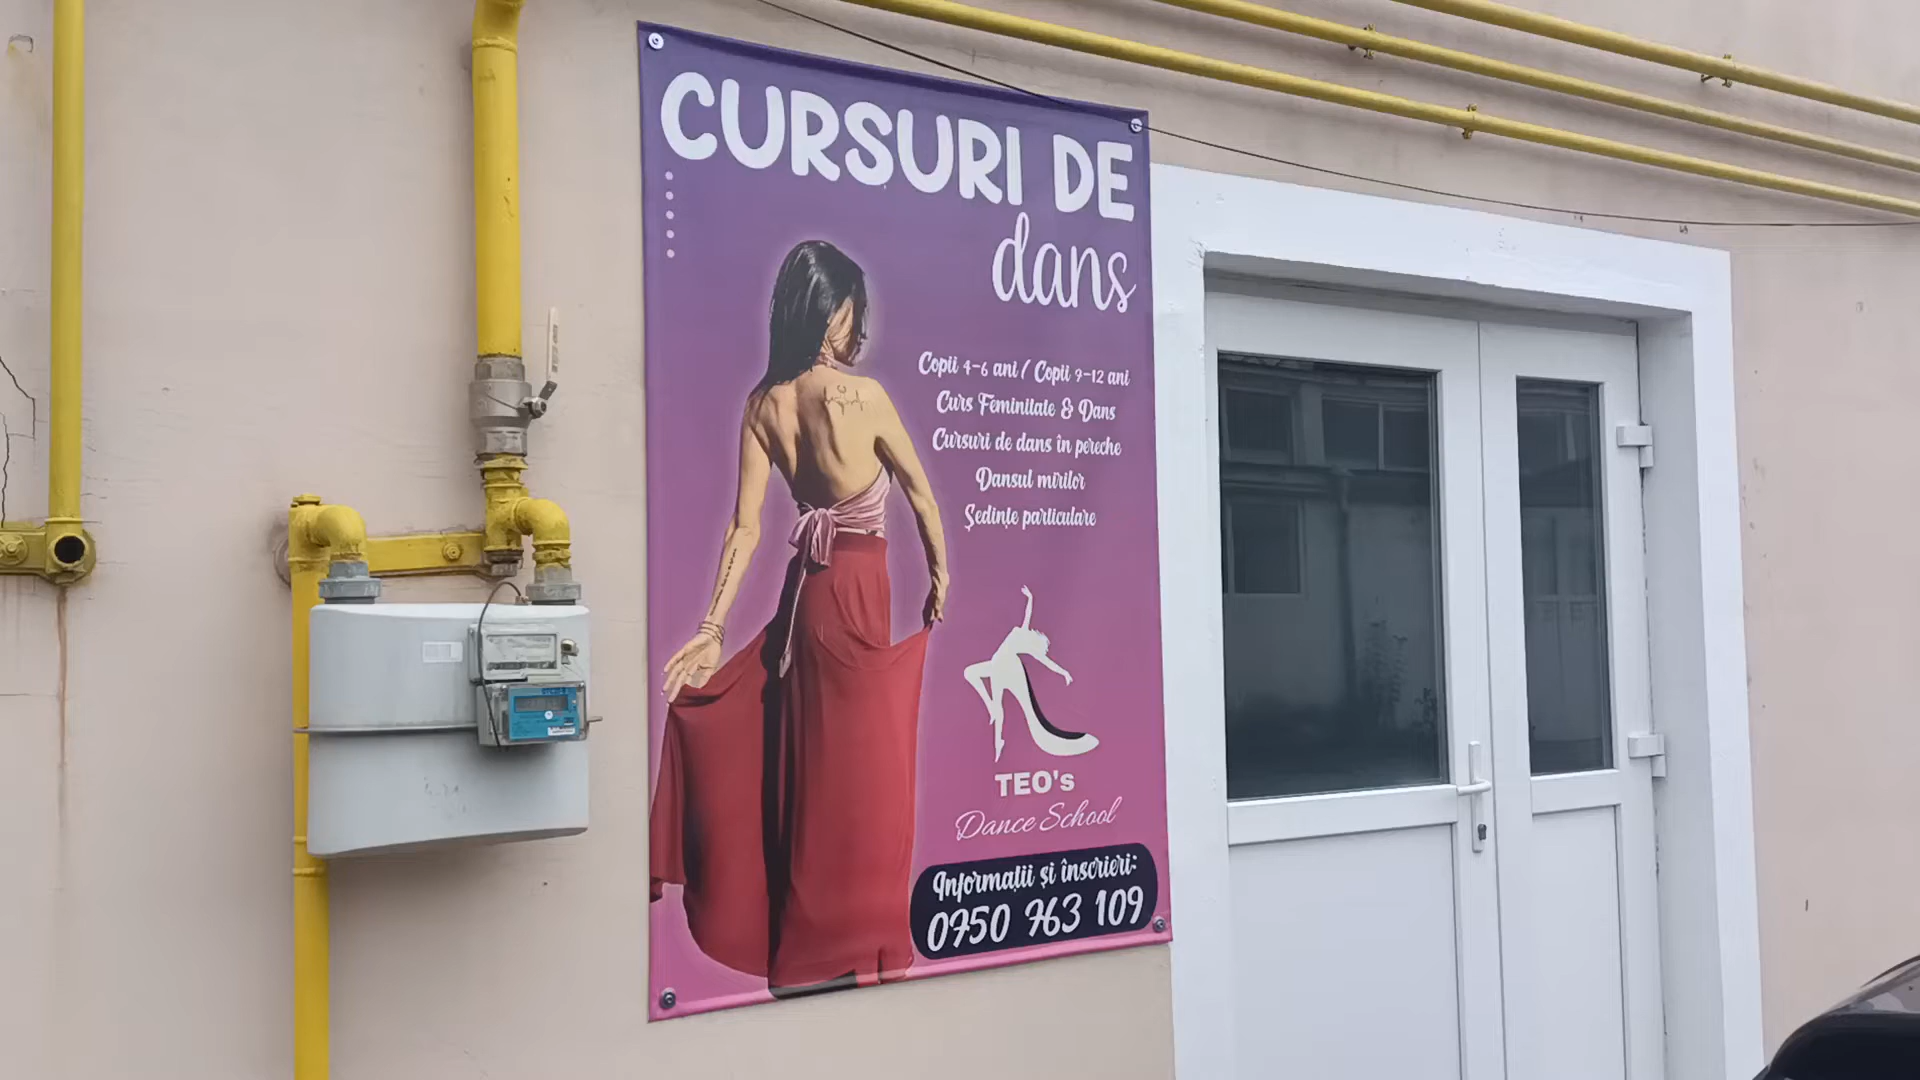 CURSURI DE
dans
Copii 4-6 ani / Copii 9-12 ani
Curs Feminitate & Dans
Cursuri de dans în pereche
Dansul mirilor
Ședințe particulare
TEO's
Dance School
Informații și înscrieri:
0750 763 109